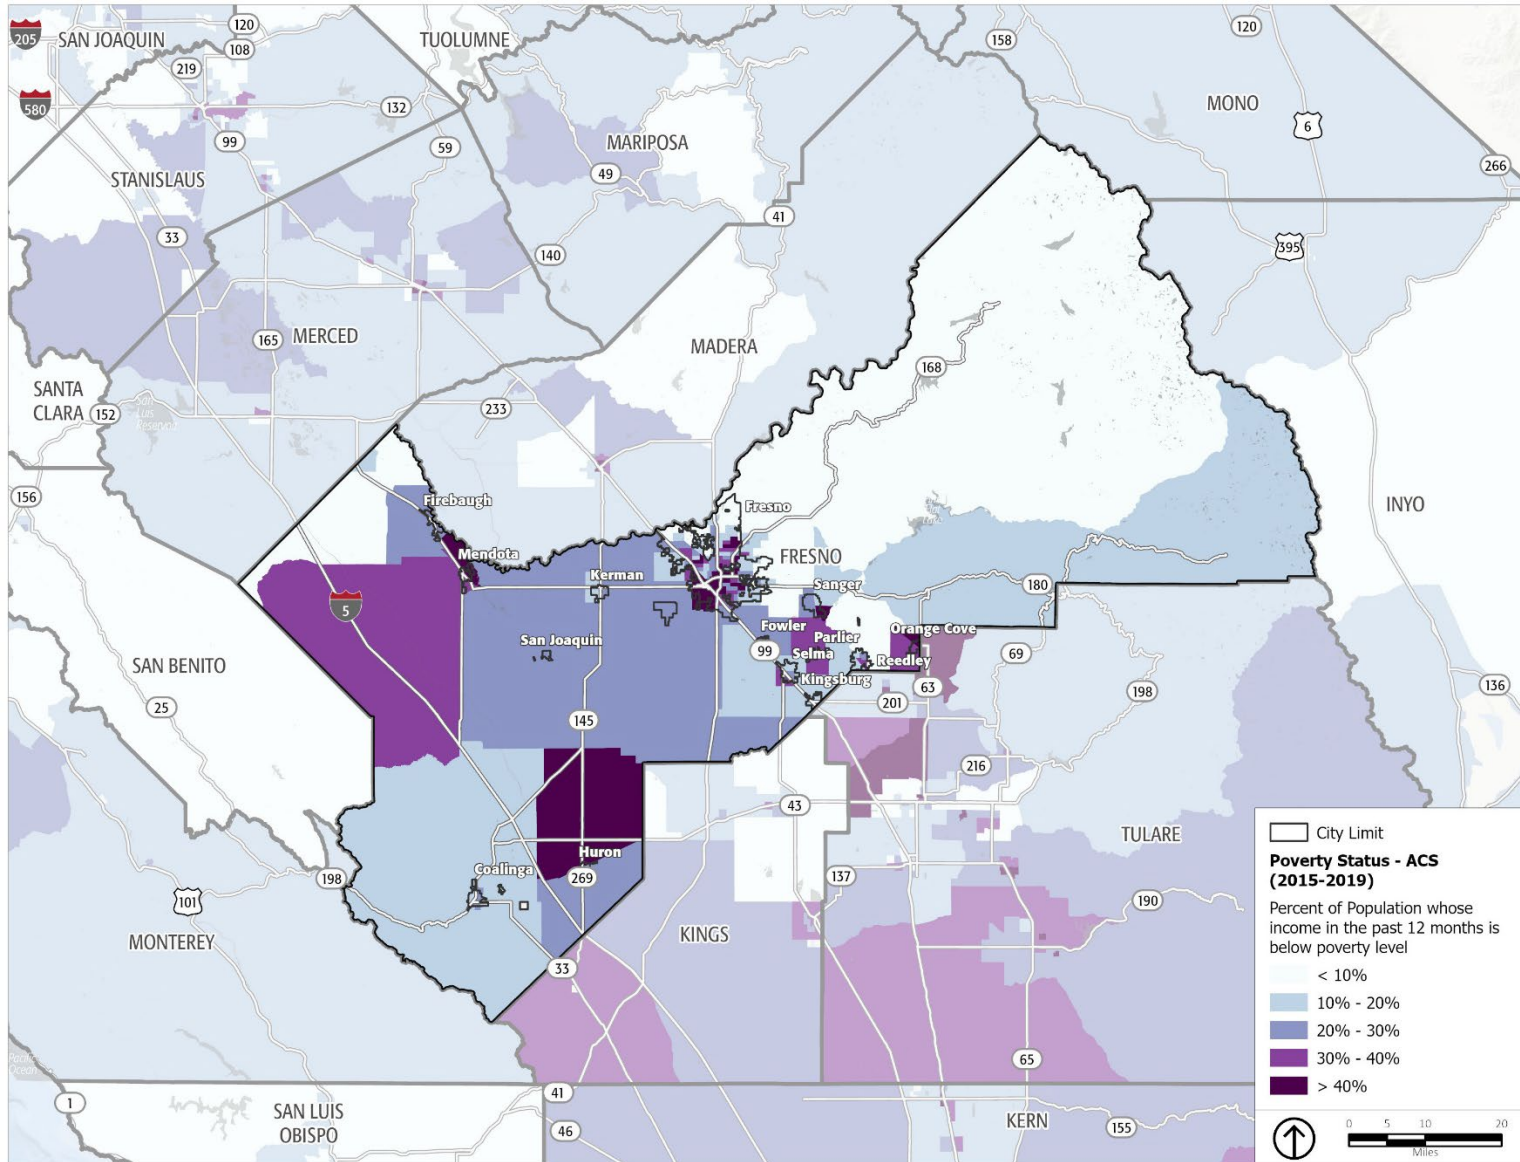 205
SAN JOAQUIN
120
108
TUOLUMNE
158
120
219
580
132
MONO
6
99
59
MARIPOSA
266
STANISLAUS
49
41
33
140
395
165
MERCED
MADERA
168
SANTA
CLARA
152
San
Luis
Reservoir
233
156
Firebaugh
Fresno
INYO
Mendota
FRESNO
Kerman
Sanger
180
5
Fowler
Orange Cove
San Joaquin
Parlier
99
Selma
Reedley
69
SAN BENITO
Kingsburg
63
198
136
25
201
145
216
43
TULARE
Huron
Coalinga
198
269
137
101
190
MONTEREY
KINGS
33
65
Pacific
Ocean
41
1
SAN LUIS
OBISPO
46
KERN
155
City Limit
Poverty Status - ACS
(2015-2019)
Percent of Population whose
income in the past 12 months is
below poverty level
< 10%
10% - 20%
20% - 30%
30% - 40%
> 40%
0 5 10 20
Miles